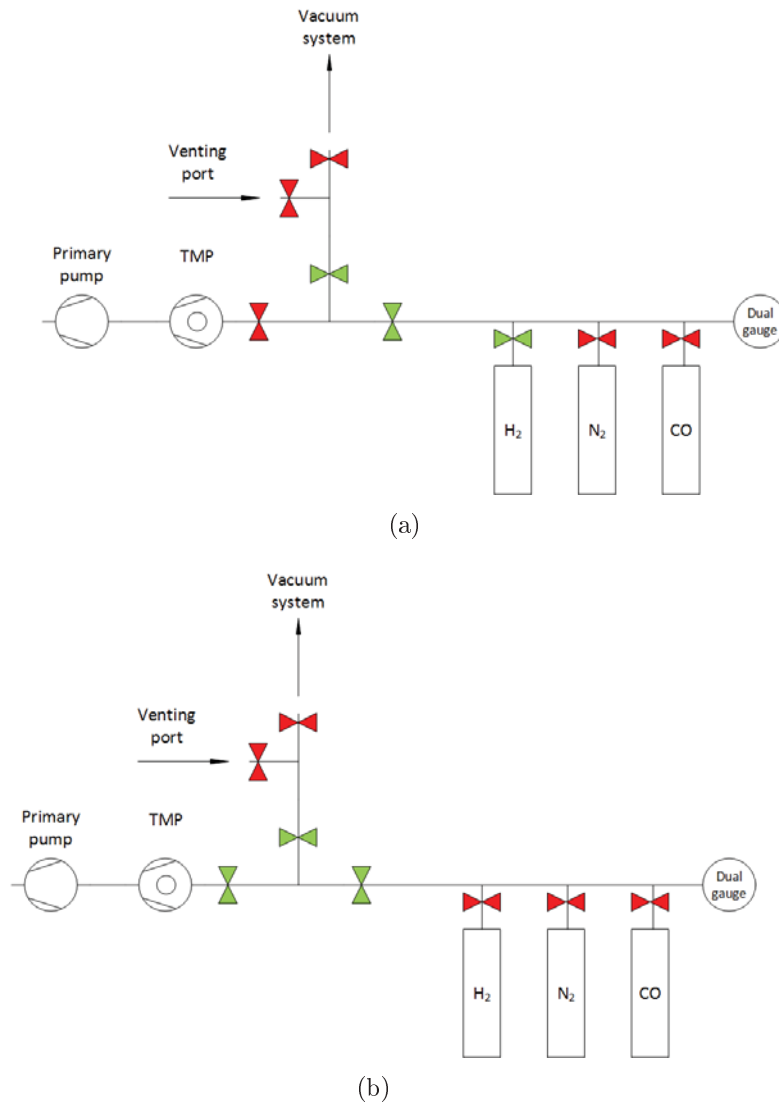 Vacuum
system
Venting
port
Primary
pump
TMP
Dual
gauge
H₂
N₂
CO
(a)
Vacuum
system
Venting
port
Primary
pump
TMP
Dual
gauge
H₂
N₂
CO
(b)